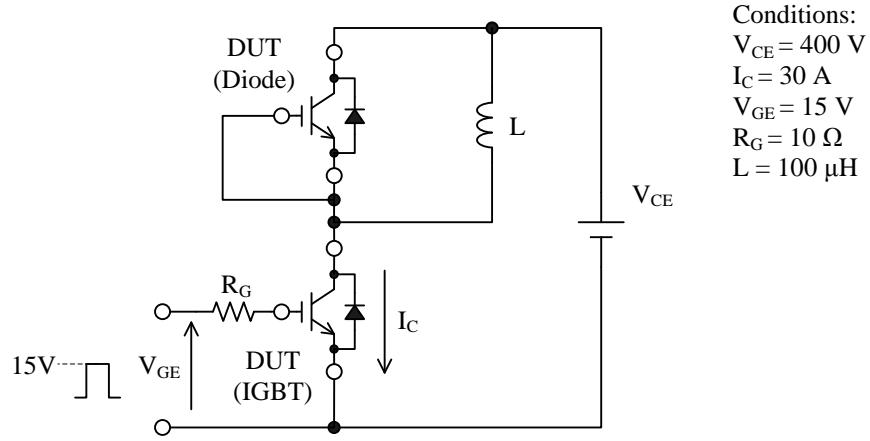 Conditions:
V_CE = 400 V
I_C = 30 A
V_GE = 15 V
R_G = 10 Ω
L = 100 μH
DUT
(Diode)
L
V_CE
R_G
I_C
15V
V_GE
DUT
(IGBT)